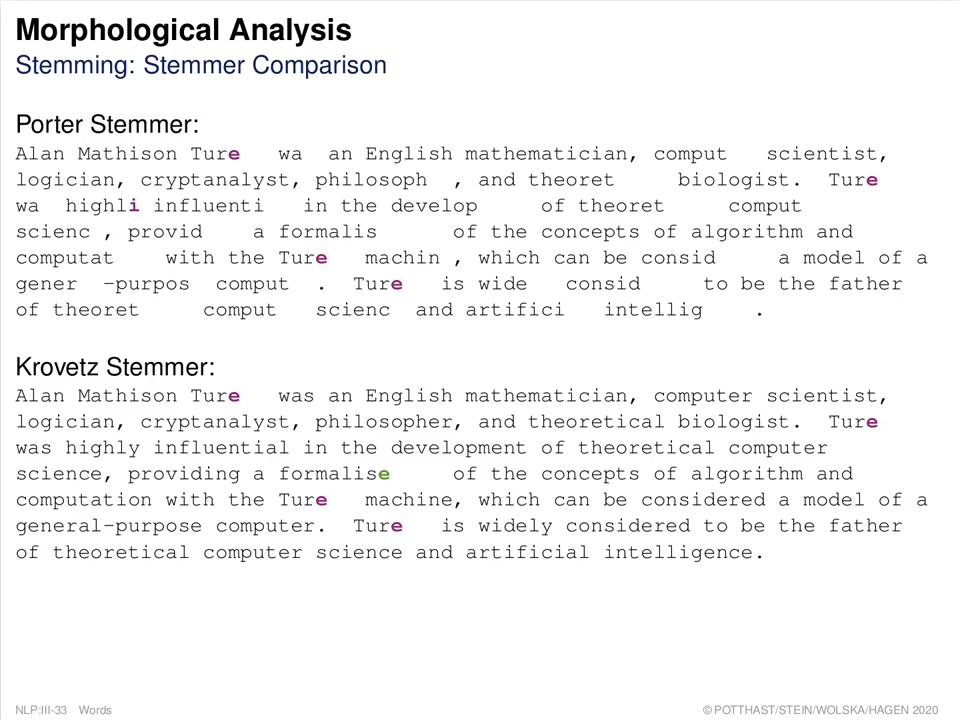 Morphological Analysis
Stemming: Stemmer Comparison
Porter Stemmer:
Alan Mathison Ture   wa  an English mathematician, comput   scientist,
logician, cryptanalyst, philosoph  , and theoret     biologist.  Ture
wa  highli influenti   in the develop     of theoret     comput
scienc , provid    a formalis      of the concepts of algorithm and
computat    with the Ture   machin , which can be consid     a model of a
gener  -purpos  comput  .  Ture   is wide   consid     to be the father
of theoret     comput   scienc  and artifici   intellig    .
Krovetz Stemmer:
Alan Mathison Ture   was an English mathematician, computer scientist,
logician, cryptanalyst, philosopher, and theoretical biologist.  Ture
was highly influential in the development of theoretical computer
science, providing a formalise     of the concepts of algorithm and
computation with the Ture   machine, which can be considered a model of a
general-purpose computer.  Ture   is widely considered to be the father
of theoretical computer science and artificial intelligence.
NLP:III-33 Words
© POTTHAST/STEIN/WOLSKA/HAGEN 2020